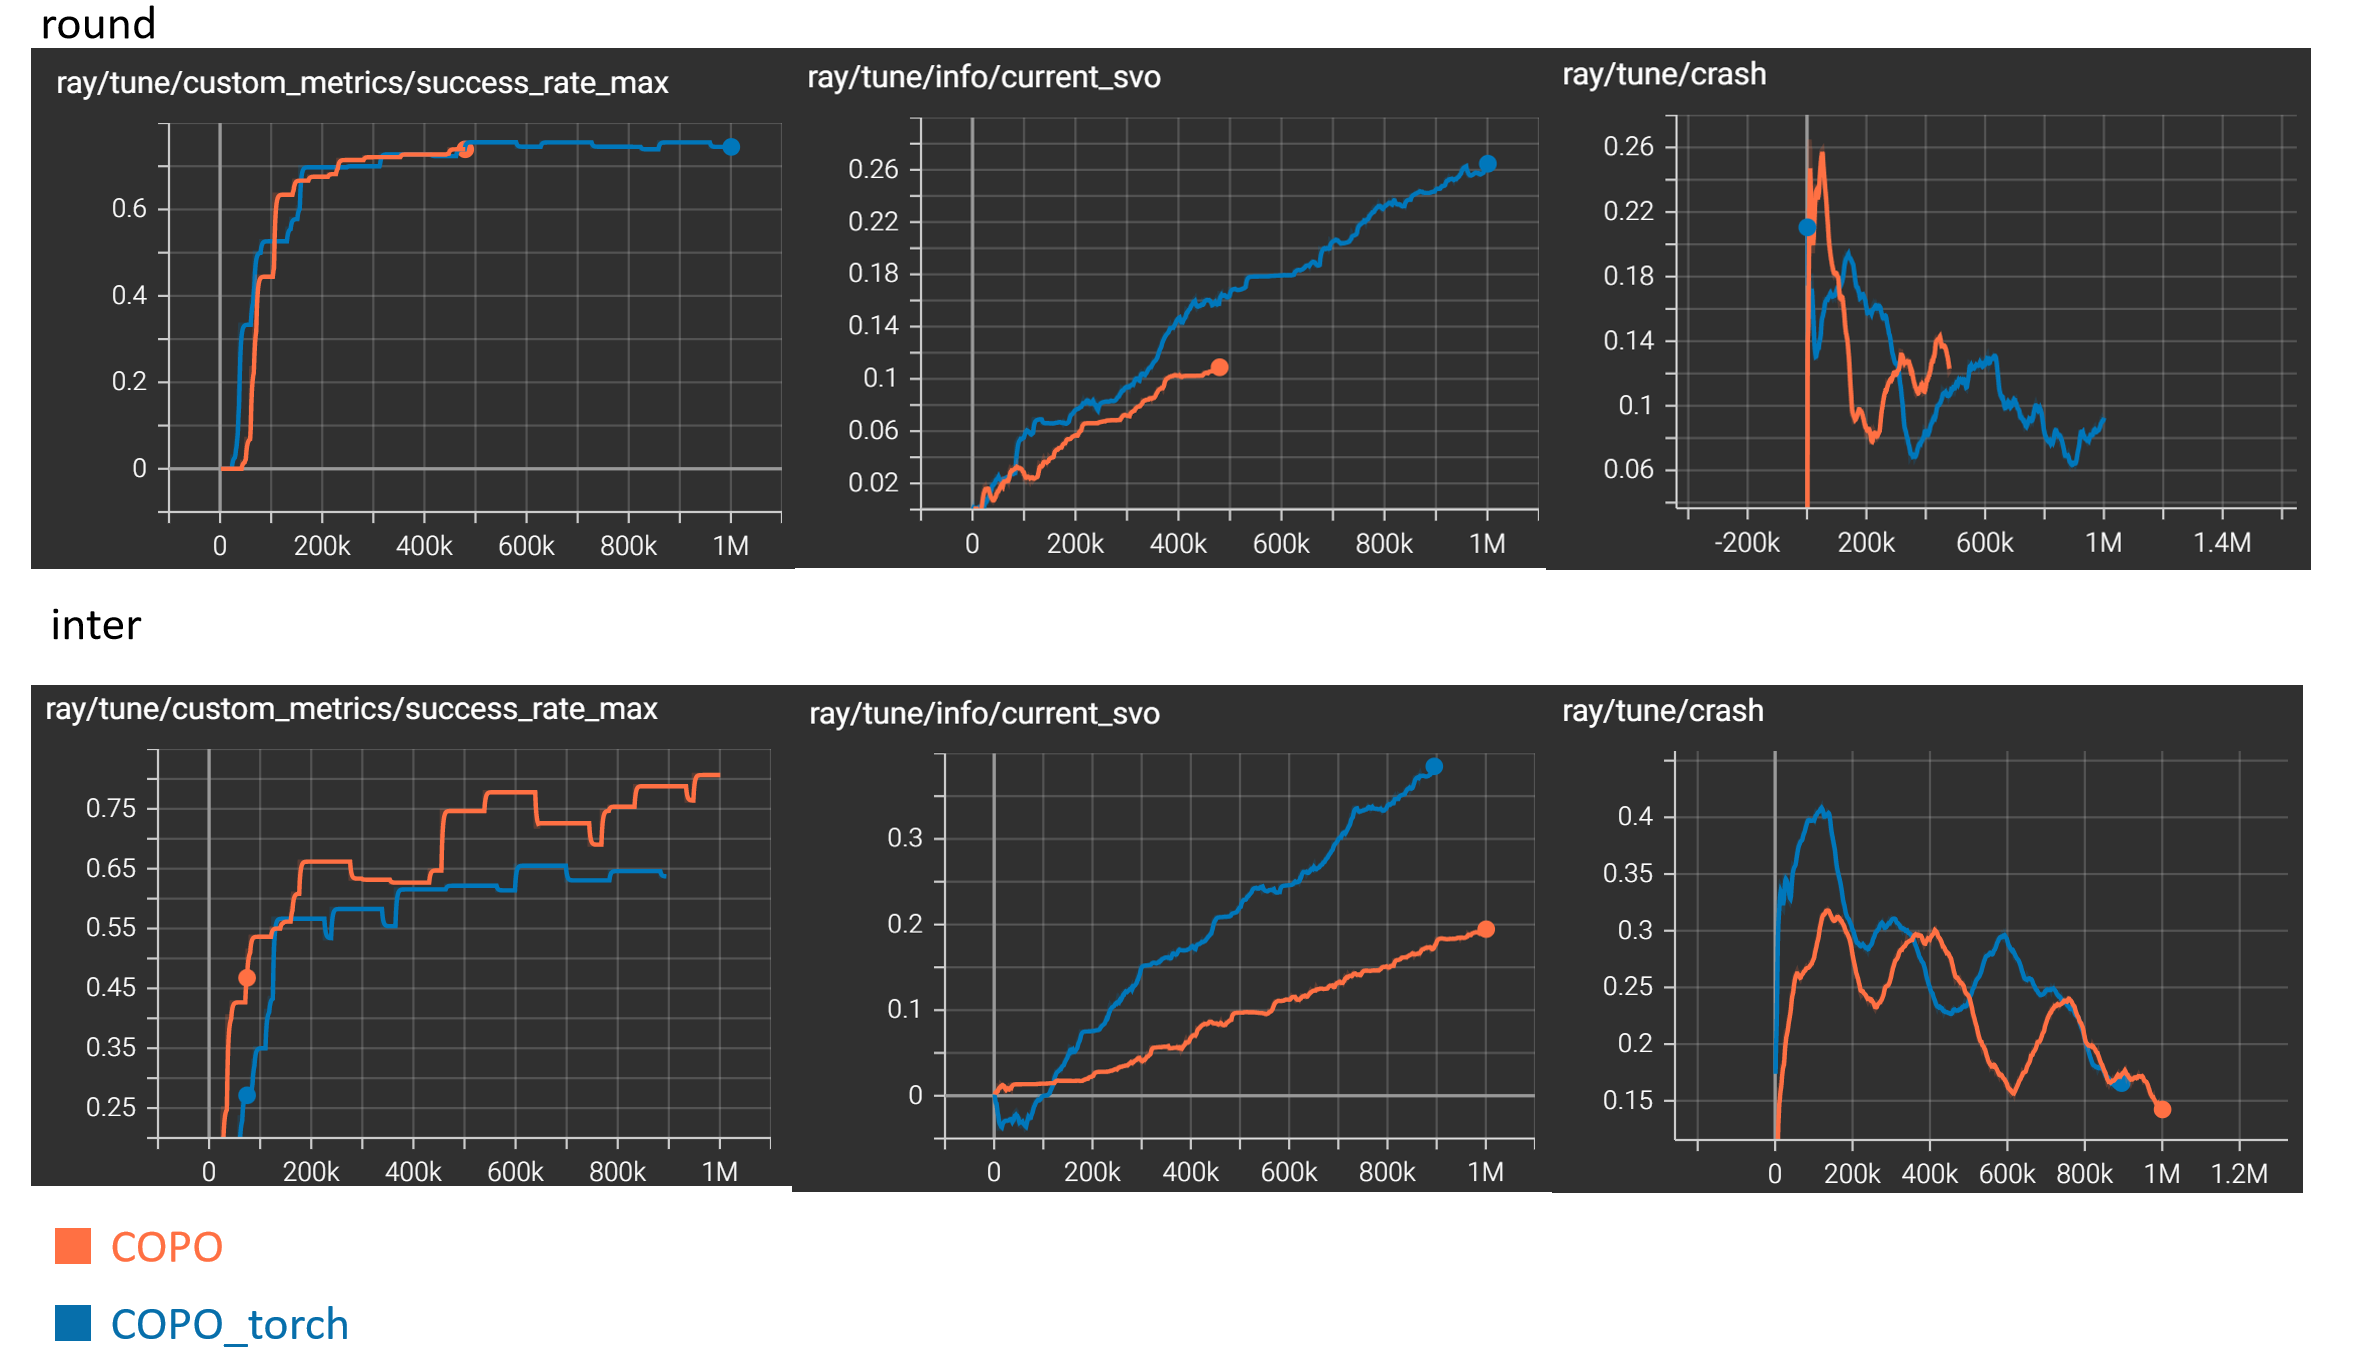 round
ray/tune/custom_metrics/success_rate_max
0.6
0.4
0.2
0
0 200k 400k 600k 800k 1M
ray/tune/info/current_svo
0.26
0.22
0.18
0.14
0.1
0.06
0.02
0 200k 400k 600k 800k 1M
ray/tune/crash
0.26
0.22
0.18
0.14
0.1
0.06
-200k 200k 600k 1M 1.4M
inter
ray/tune/custom_metrics/success_rate_max
0.75
0.65
0.55
0.45
0.35
0.25
0 200k 400k 600k 800k 1M
ray/tune/info/current_svo
0.3
0.2
0.1
0
0 200k 400k 600k 800k 1M
ray/tune/crash
0.4
0.35
0.3
0.25
0.2
0.15
0 200k 400k 600k 800k 1M 1.2M
COPO
COPO_torch